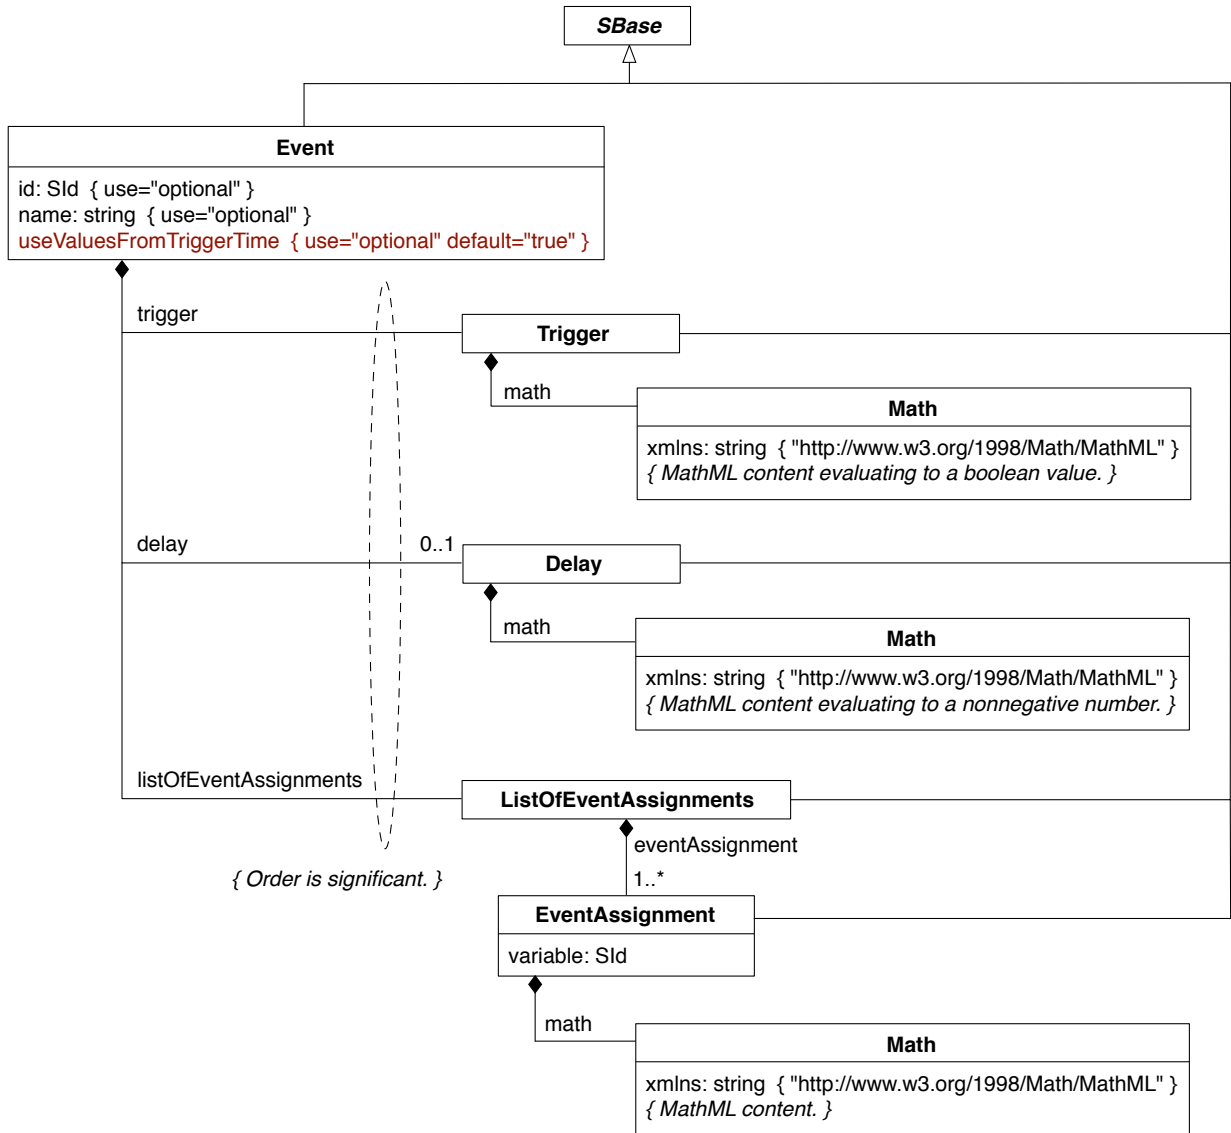 SBase
Event
id: SId { use="optional" }
name: string { use="optional" }
useValuesFromTriggerTime { use="optional" default="true" }
trigger
Trigger
math
Math
xmlns: string { "http://www.w3.org/1998/Math/MathML" }
{ MathML content evaluating to a boolean value. }
delay
0..1
Delay
math
Math
xmlns: string { "http://www.w3.org/1998/Math/MathML" }
{ MathML content evaluating to a nonnegative number. }
listOfEventAssignments
ListOfEventAssignments
eventAssignment
{ Order is significant. }
1..*
EventAssignment
variable: SId
math
Math
xmlns: string { "http://www.w3.org/1998/Math/MathML" }
{ MathML content. }